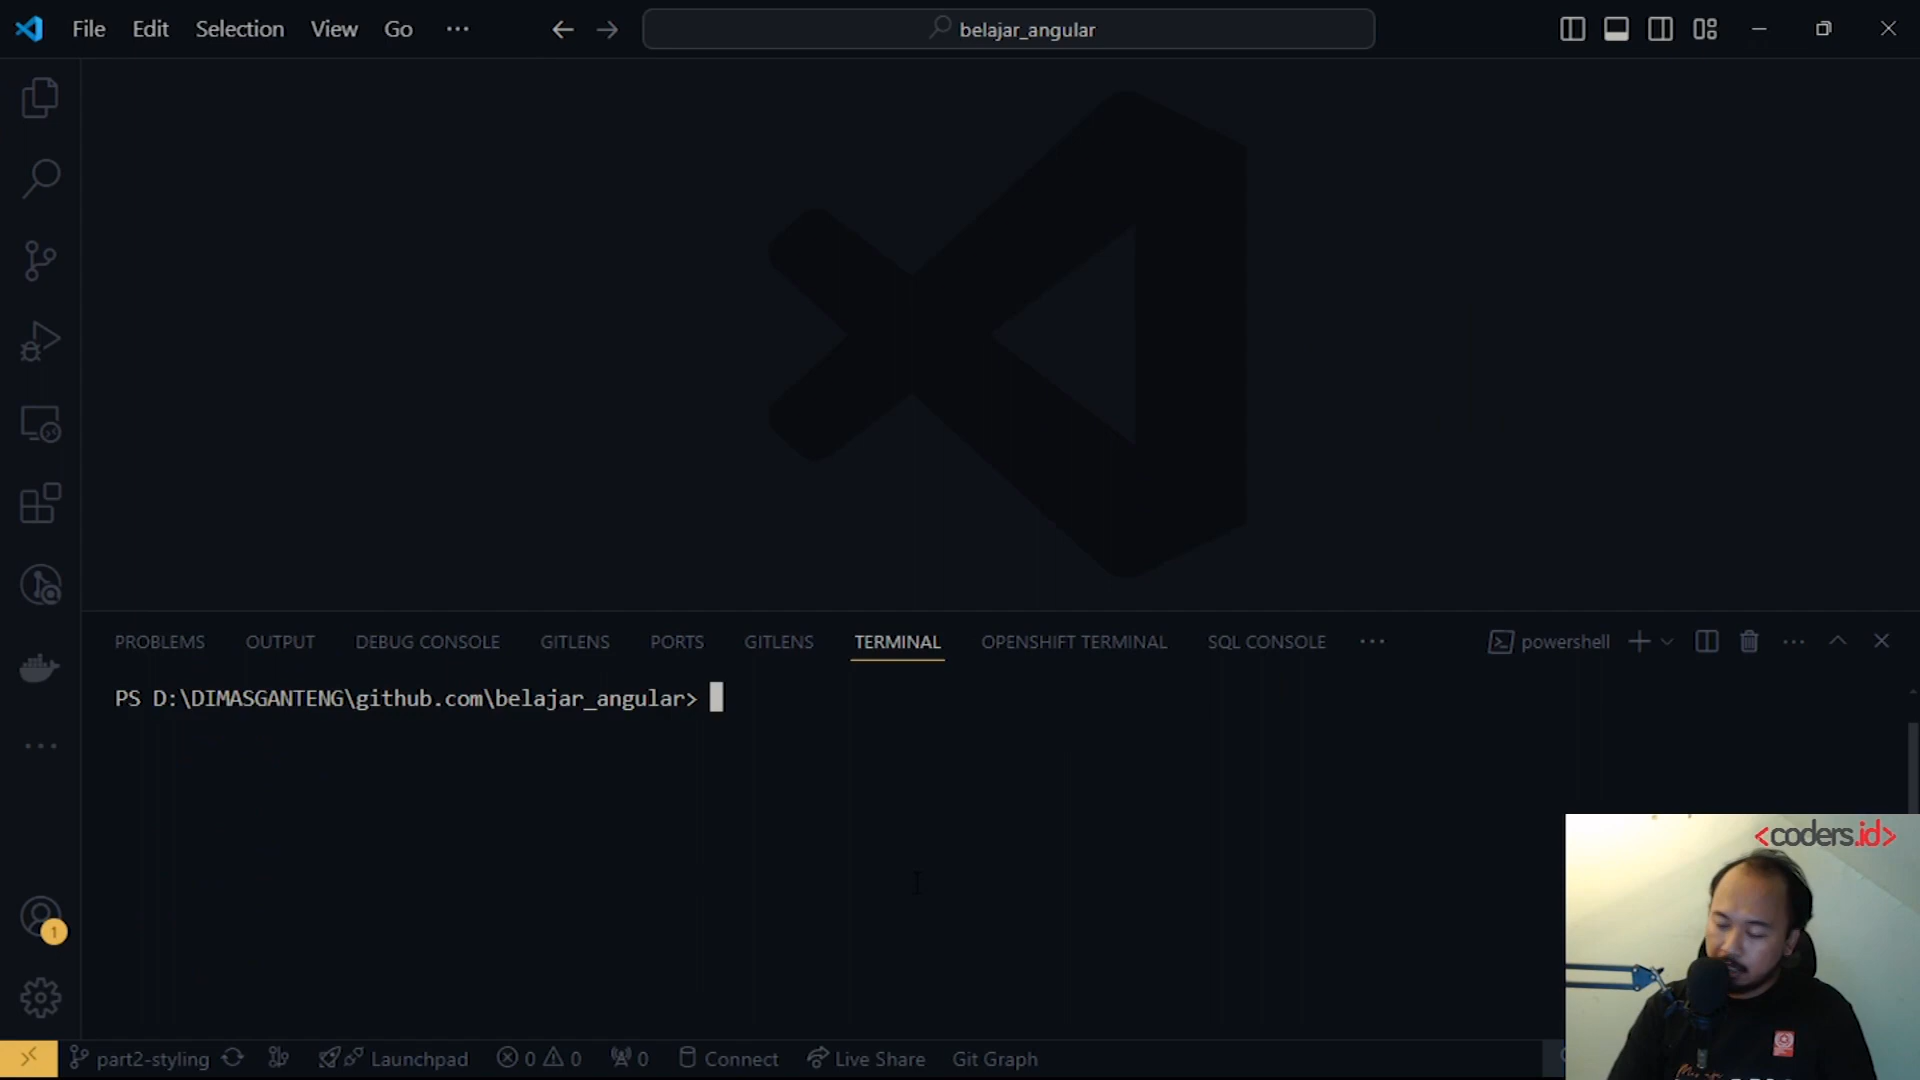 File Edit Selection View Go ··· belajar_angular
PROBLEMS OUTPUT DEBUG CONSOLE GITLENS PORTS GITLENS TERMINAL OPENSHIFT TERMINAL SQL CONSOLE ··· powershell
PS D:\DIMASGANTENG\github.com\belajar_angular>
<coders.id>
1
part2-styling Launchpad 0 0 0 Connect Live Share Git Graph